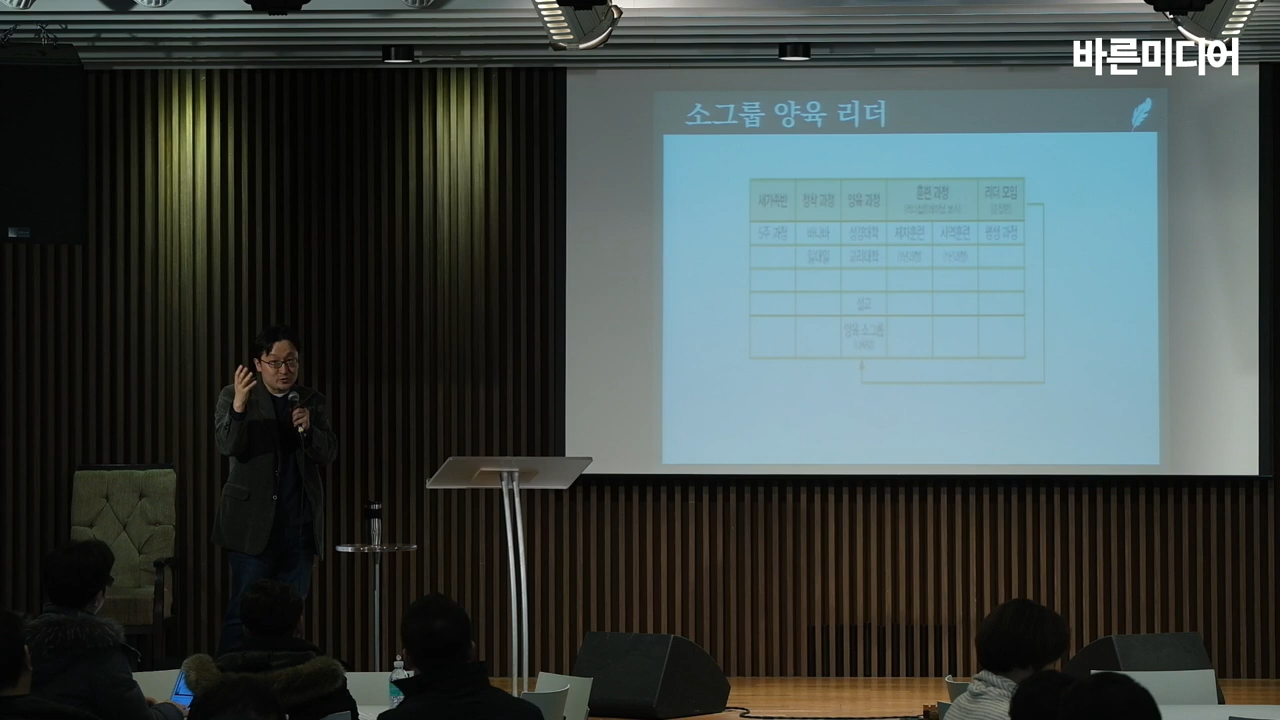 바른미디어
소그룹 양육 리더
새가족반 정착 과정 양육 과정 훈련 과정 리더 모임
5주 과정 바나바 성경대학 제자훈련 사역훈련 평생 과정
일대일 교리대학
설교
양육 소그룹